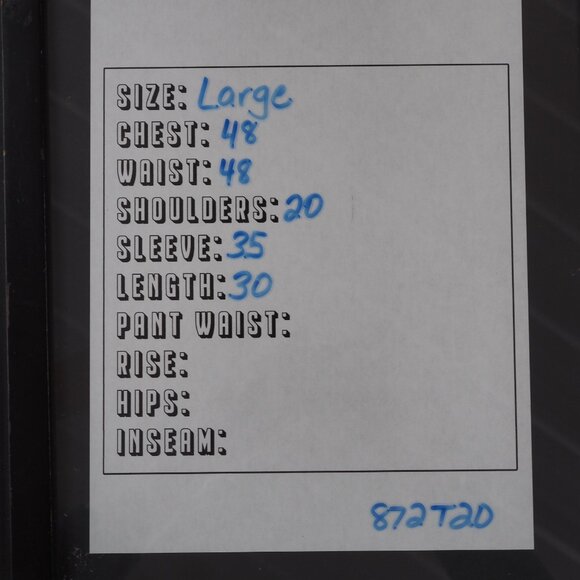 SIZE: Large
CHEST: 48
WAIST: 48
SHOULDERS: 20
SLEEVE: 35
LENGTH: 30
PANT WAIST:
RISE:
HIPS:
INSEAM:
872T20